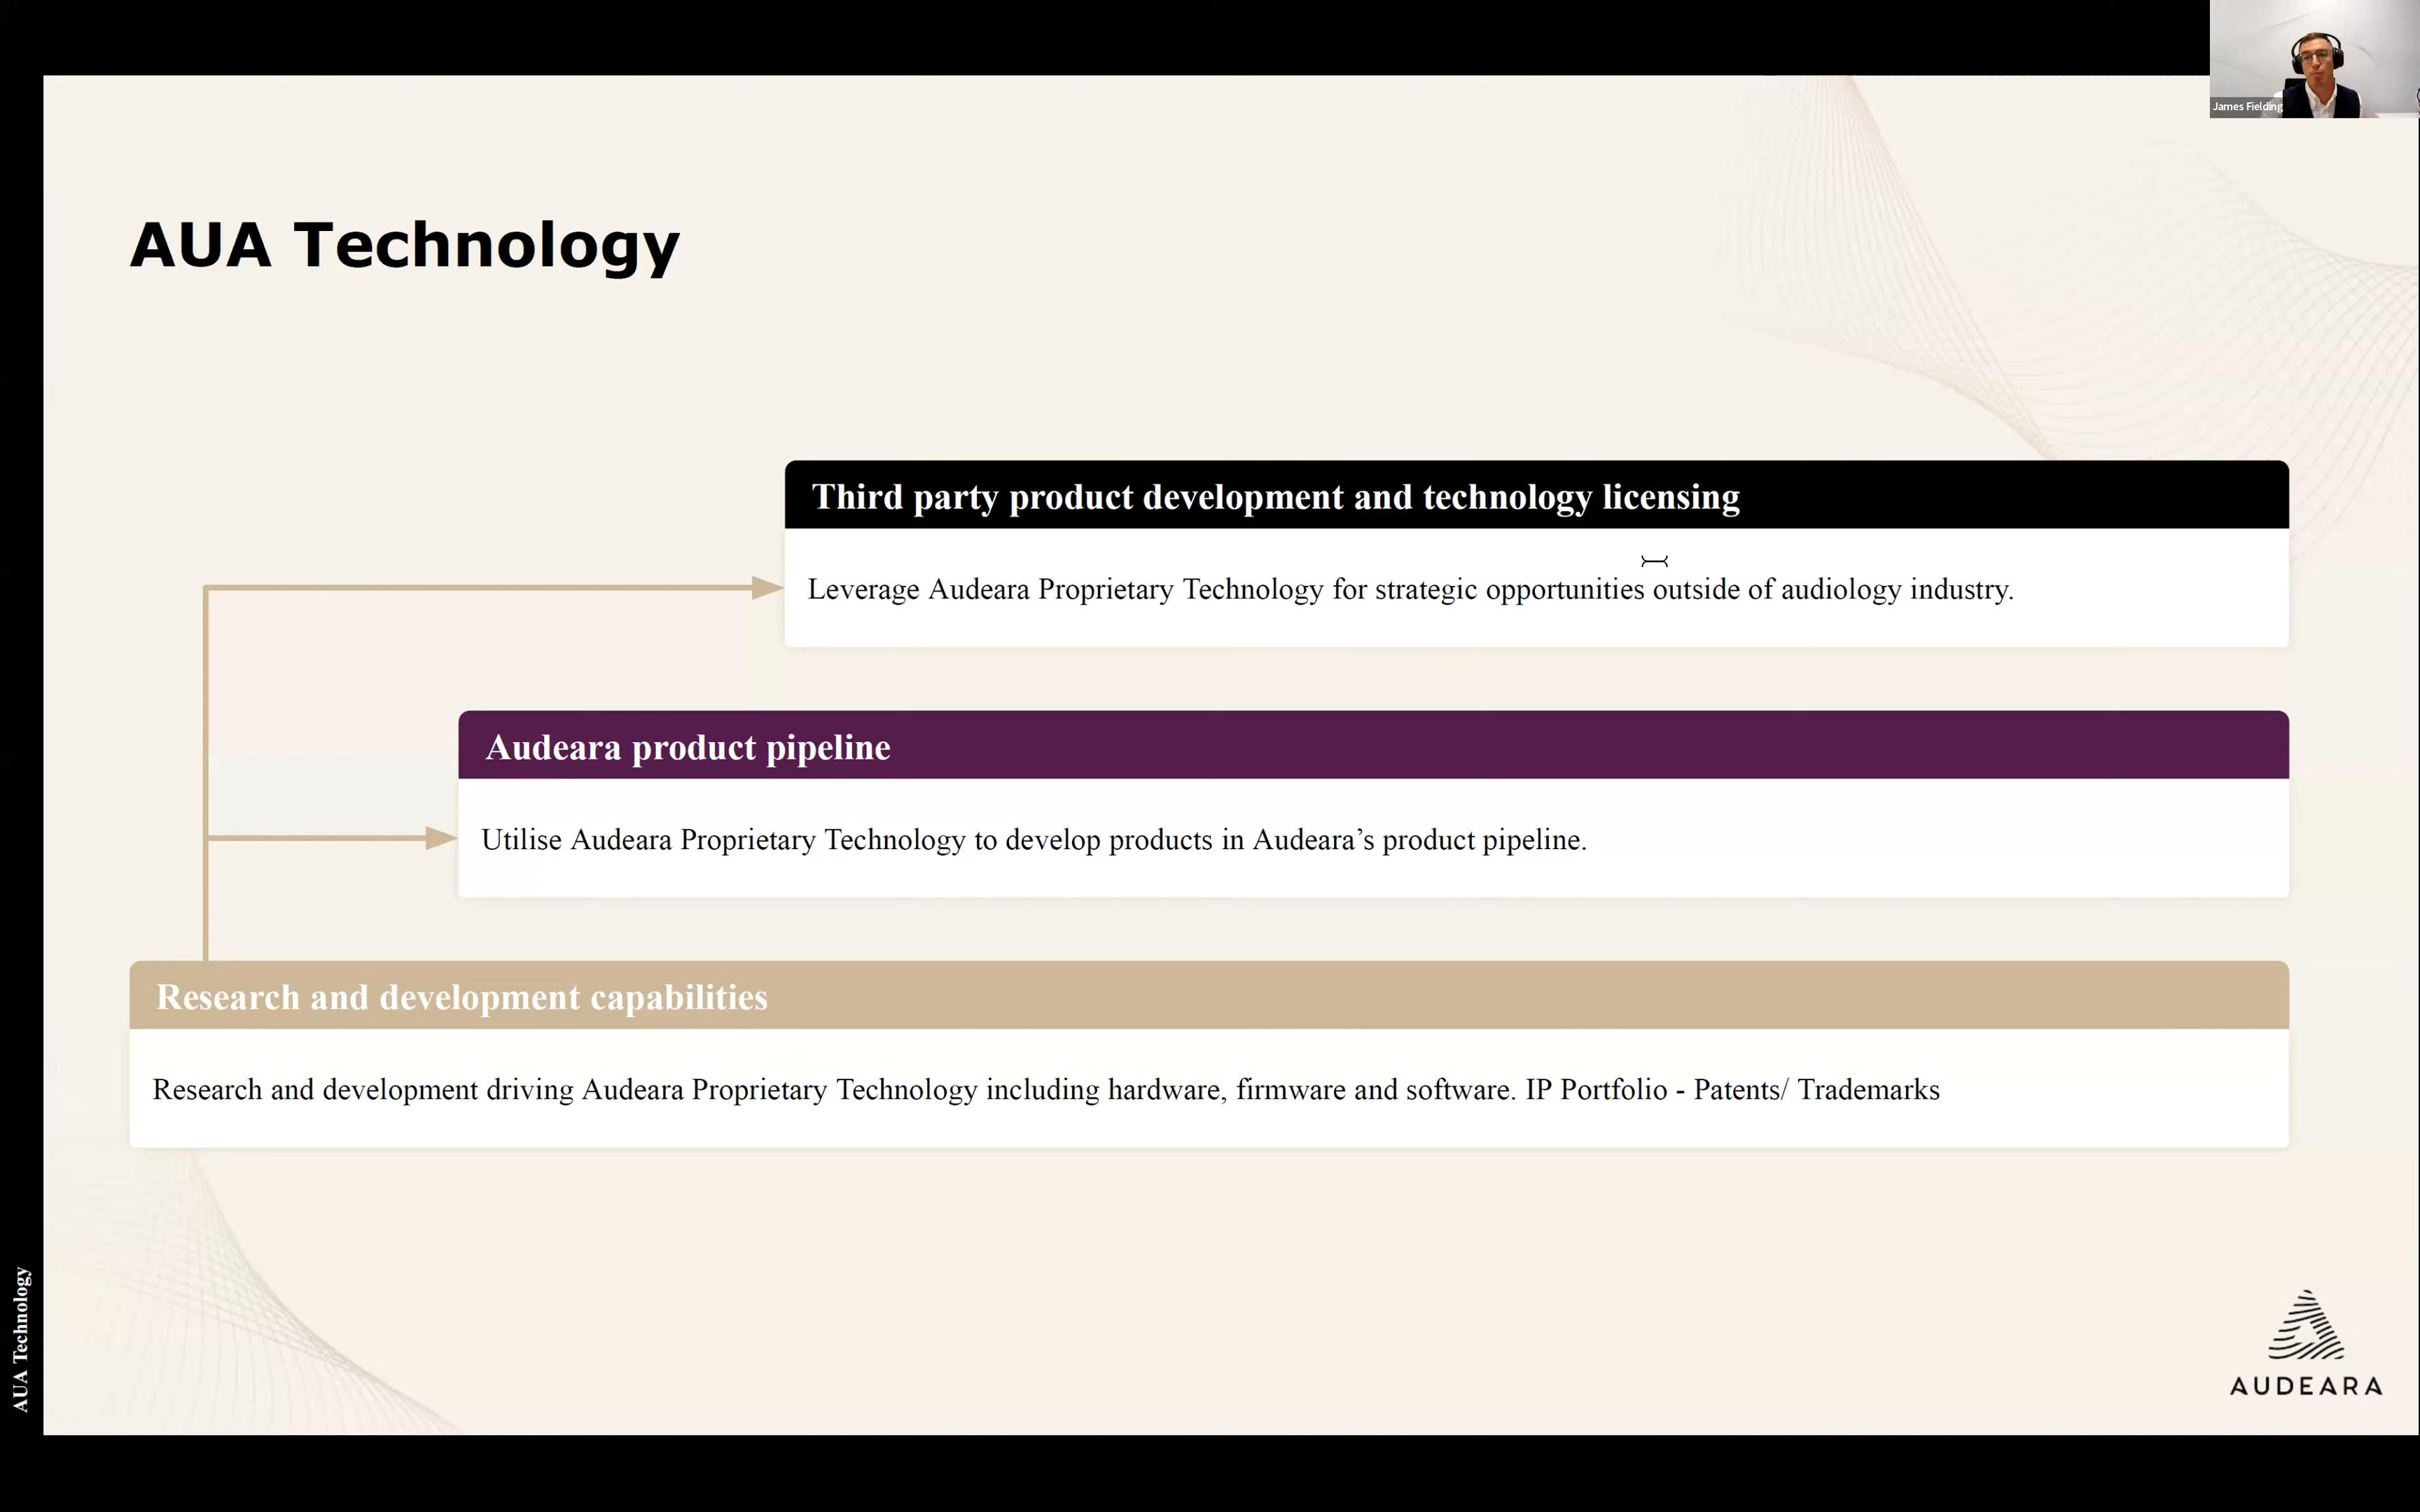 James Fielding
AUA Technology
Third party product development and technology licensing
Leverage Audeara Proprietary Technology for strategic opportunities outside of audiology industry.
Audeara product pipeline
Utilise Audeara Proprietary Technology to develop products in Audeara’s product pipeline.
Research and development capabilities
Research and development driving Audeara Proprietary Technology including hardware, firmware and software. IP Portfolio - Patents/ Trademarks
AUA Technology
AUDEARA